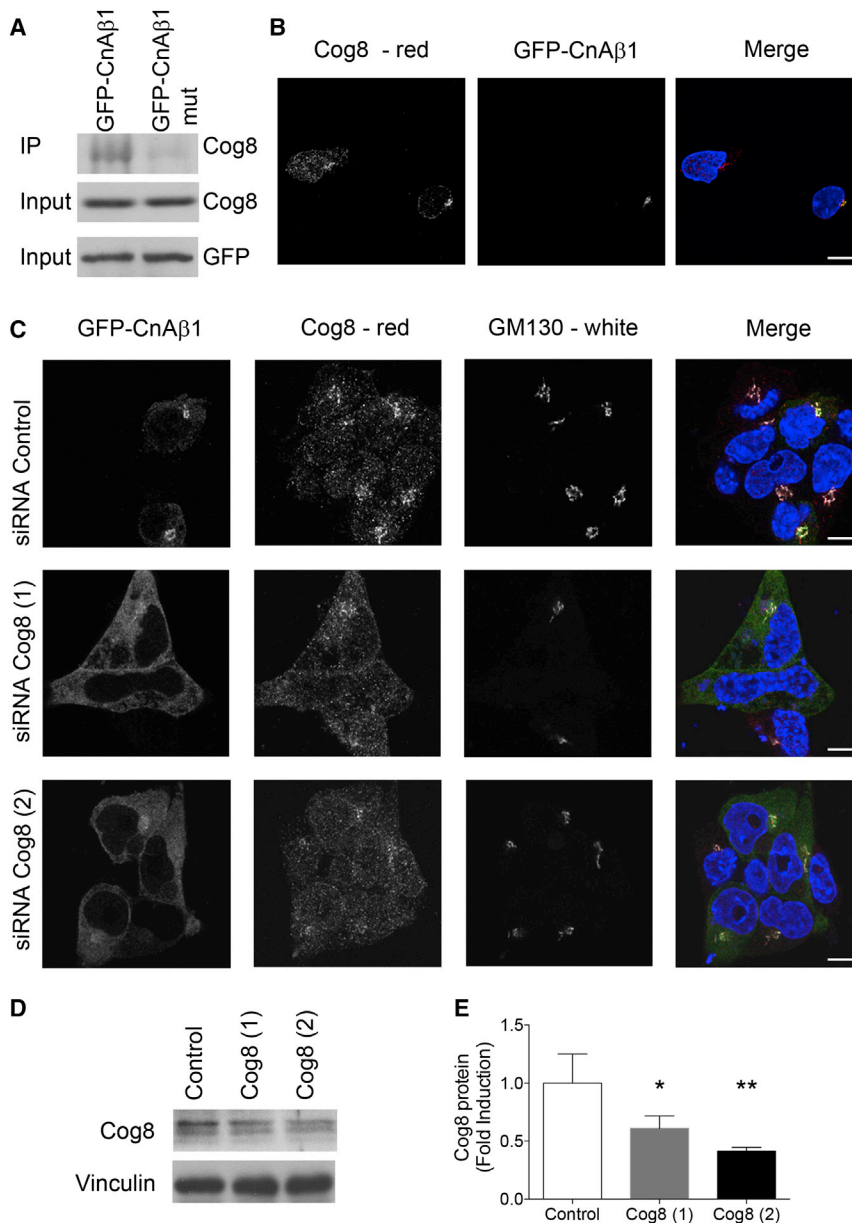 A
GFP-CnAβ1
GFP-CnAβ1
mut
IP
Cog8
Input
Cog8
Input
GFP
B
Cog8 - red
GFP-CnAβ1
Merge
C
GFP-CnAβ1
Cog8 - red
GM130 - white
Merge
siRNA Control
siRNA Cog8 (1)
siRNA Cog8 (2)
D
Control
Cog8 (1)
Cog8 (2)
Cog8
Vinculin
E
Cog8 protein
(Fold Induction)
1.5
1.0
0.5
0.0
*
**
Control
Cog8 (1)
Cog8 (2)